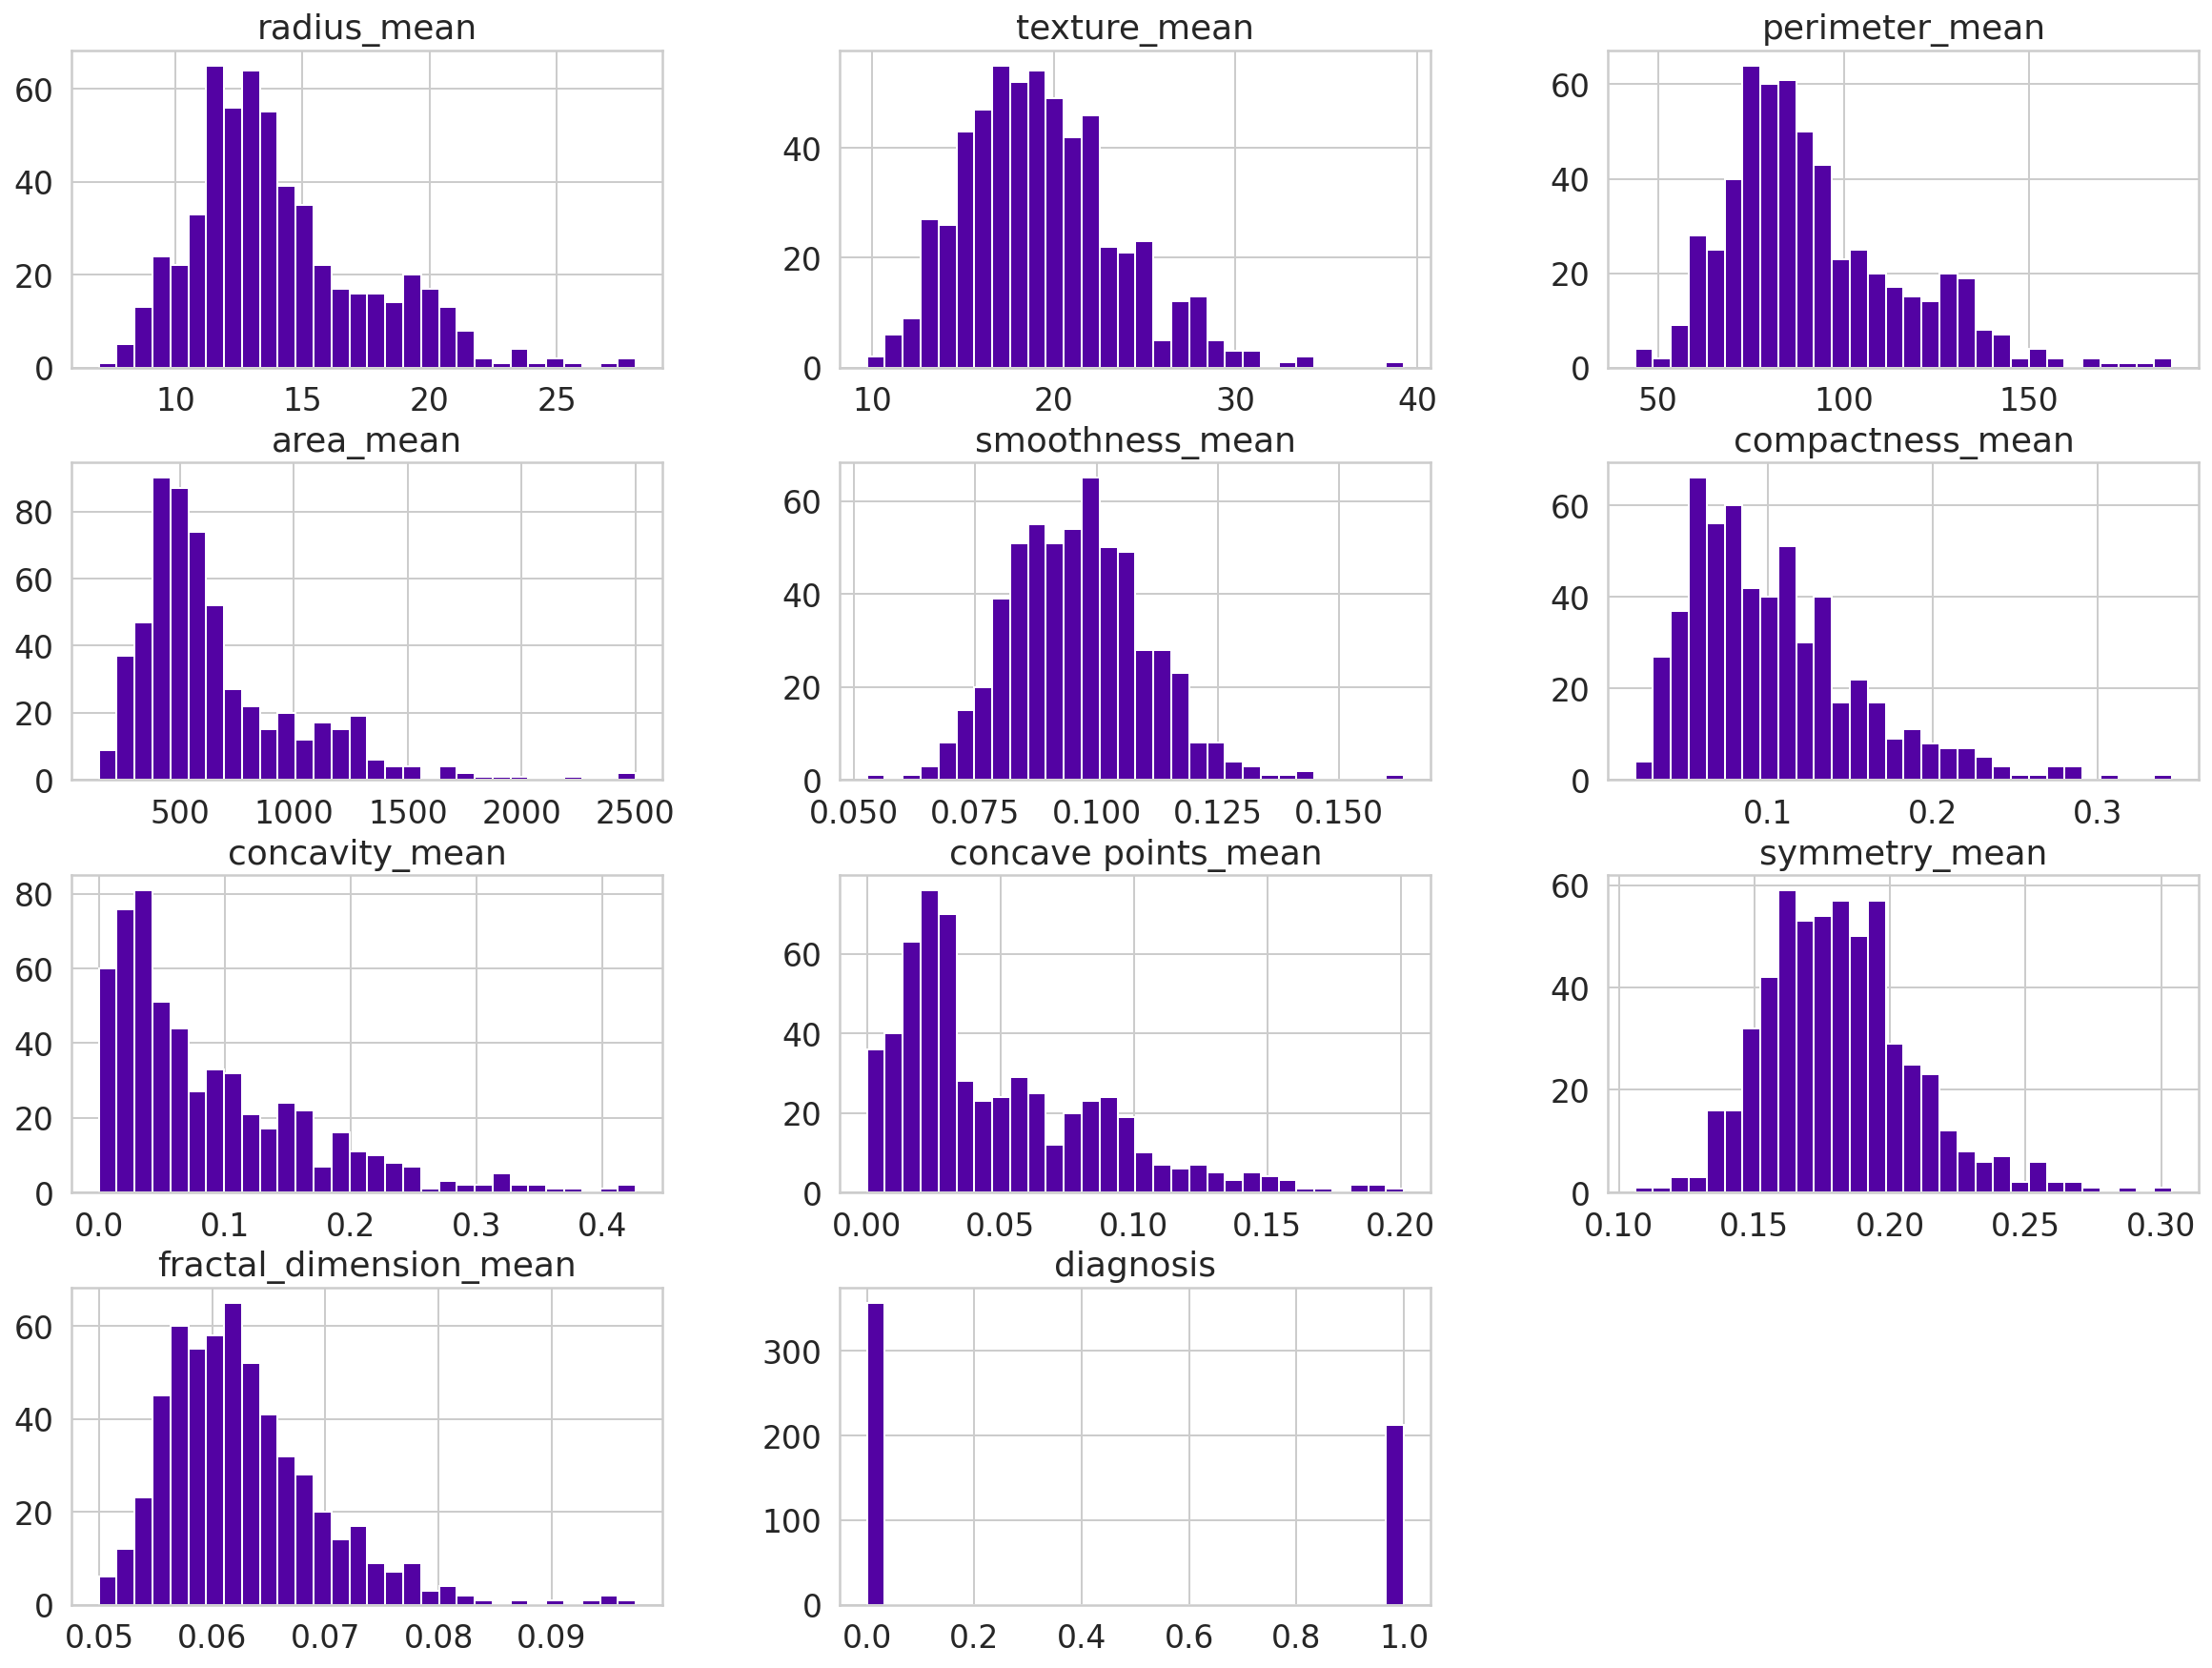 radius_mean
60
40
20
0
10 15 20 25
texture_mean
40
20
0
10 20 30 40
perimeter_mean
60
40
20
0
50 100 150
area_mean
80
60
40
20
0
500 1000 1500 2000 2500
smoothness_mean
60
40
20
0
0.050 0.075 0.100 0.125 0.150
compactness_mean
60
40
20
0
0.1 0.2 0.3
concavity_mean
80
60
40
20
0
0.0 0.1 0.2 0.3 0.4
concave points_mean
60
40
20
0
0.00 0.05 0.10 0.15 0.20
symmetry_mean
60
40
20
0
0.10 0.15 0.20 0.25 0.30
fractal_dimension_mean
60
40
20
0
0.05 0.06 0.07 0.08 0.09
diagnosis
300
200
100
0
0.0 0.2 0.4 0.6 0.8 1.0